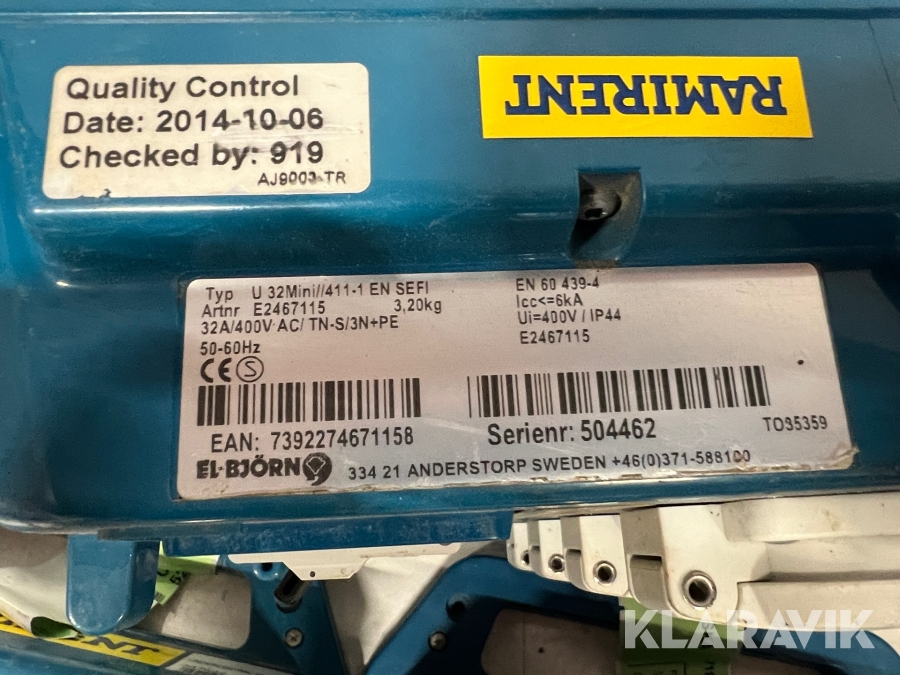 Quality Control
Date: 2014-10-06
Checked by: 919
AJ9003-TR
RAMIRENT
Typ U 32Mini//411-1 EN SEFI
Artnr E2467115 3,20kg
32A/400V AC/ TN-S/3N+PE
50-60Hz
CE S
EN 60 439-4
Icc<=6kA
Ui=400V / IP44
E2467115
EAN: 7392274671158
Serienr: 504462
TO35359
EL-BJÖRN
334 21 ANDERSTORP SWEDEN +46(0)371-588100
KLARAVIK